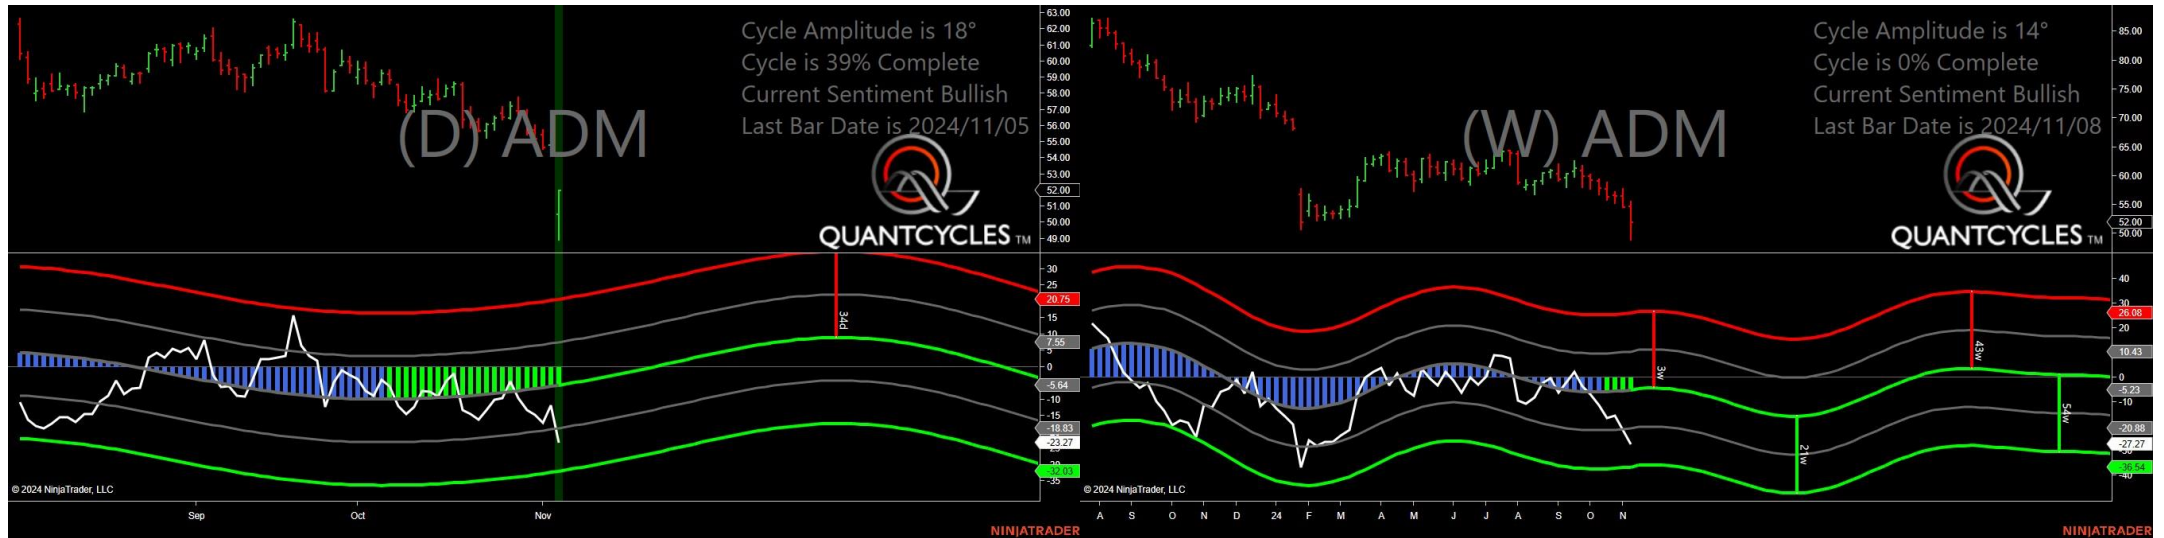 Cycle Amplitude is 18°
Cycle is 39% Complete
Current Sentiment Bullish
Last Bar Date is 2024/11/05
(D) ADM
QUANTCYCLES TM
63.00
62.00
61.00
60.00
59.00
58.00
57.00
56.00
55.00
54.00
53.00
52.00
51.00
50.00
49.00
34d
30
25
20.75
15
10
7.55
5
0
-5.64
-10
-15
-18.83
-23.27
-32.03
-35
© 2024 NinjaTrader, LLC
Sep Oct Nov
NINJATRADER
Cycle Amplitude is 14°
Cycle is 0% Complete
Current Sentiment Bullish
Last Bar Date is 2024/11/08
(W) ADM
QUANTCYCLES TM
85.00
80.00
75.00
70.00
65.00
60.00
55.00
52.00
50.00
3w
21w
43w
54w
40
30
26.08
20
10.43
0
-5.23
-10
-20.88
-27.27
-36.54
© 2024 NinjaTrader, LLC
A S O N D 24 F M A M J J A S O N
NINJATRADER